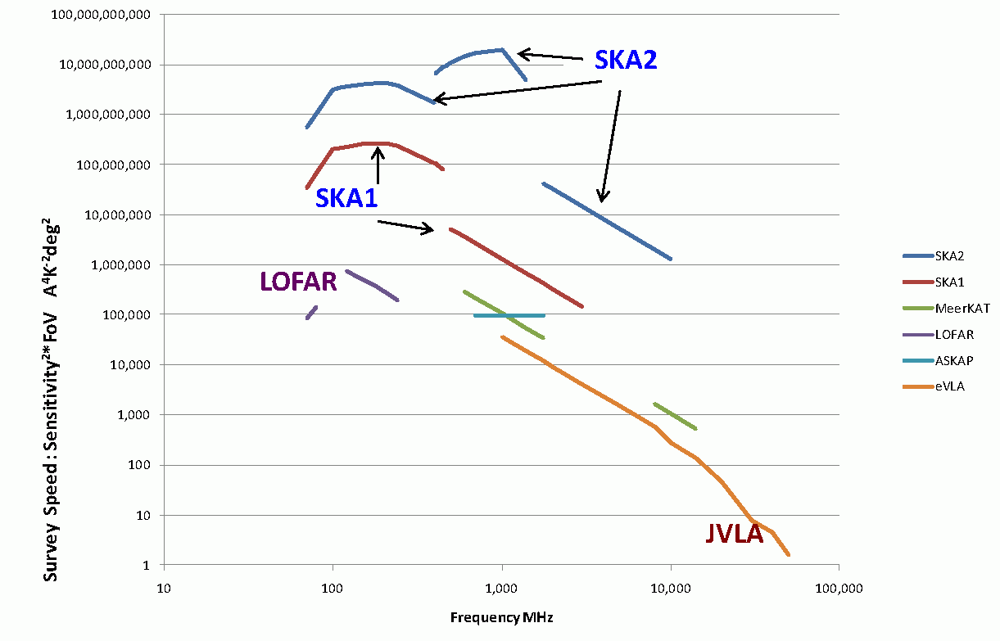 100,000,000,000
10,000,000,000
1,000,000,000
100,000,000
10,000,000
1,000,000
100,000
10,000
1,000
100
10
1
Survey Speed : Sensitivity²* FoV A⁴K⁻²deg²
SKA2
SKA1
LOFAR
JVLA
SKA2
SKA1
MeerKAT
LOFAR
ASKAP
eVLA
10
100
1,000
10,000
100,000
Frequency MHz